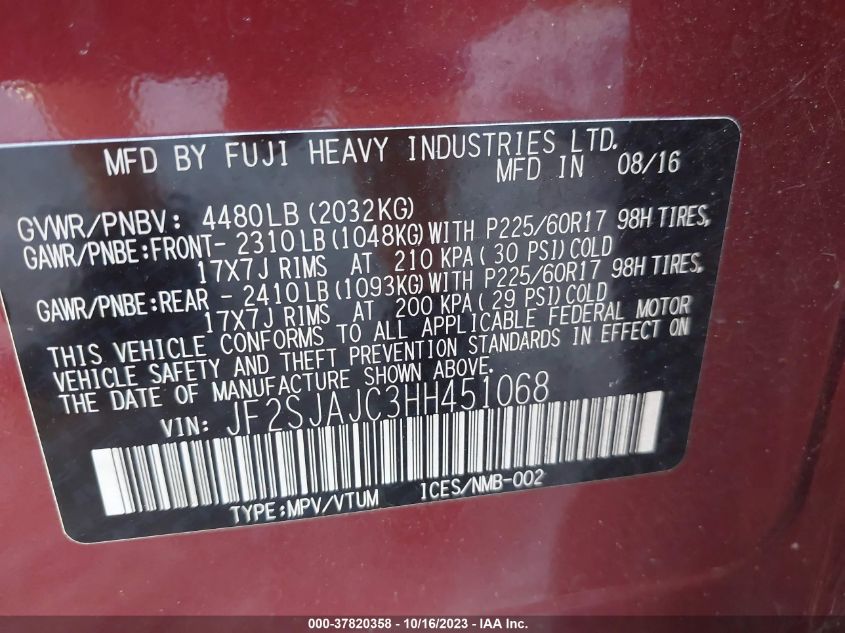 MFD BY FUJI HEAVY INDUSTRIES LTD.
MFD IN 08/16
GVWR/PNBV: 4480LB(2032KG)
GAWR/PNBE:FRONT- 2310LB(1048KG)WITH P225/60R17 98H TIRES,
17X7J RIMS AT 210 KPA(30 PSI)COLD
GAWR/PNBE:REAR - 2410LB(1093KG)WITH P225/60R17 98H TIRES,
17X7J RIMS AT 200 KPA(29 PSI)COLD
THIS VEHICLE CONFORMS TO ALL APPLICABLE FEDERAL MOTOR
VEHICLE SAFETY AND THEFT PREVENTION STANDARDS IN EFFECT ON
THE DATE OF MANUFACTURE SHOWN ABOVE.
VIN: JF2SJAJC3HH451068
TYPE:MPV/VTUM ICES/NMB-002
000-37820358 - 10/16/2023 - IAA Inc.